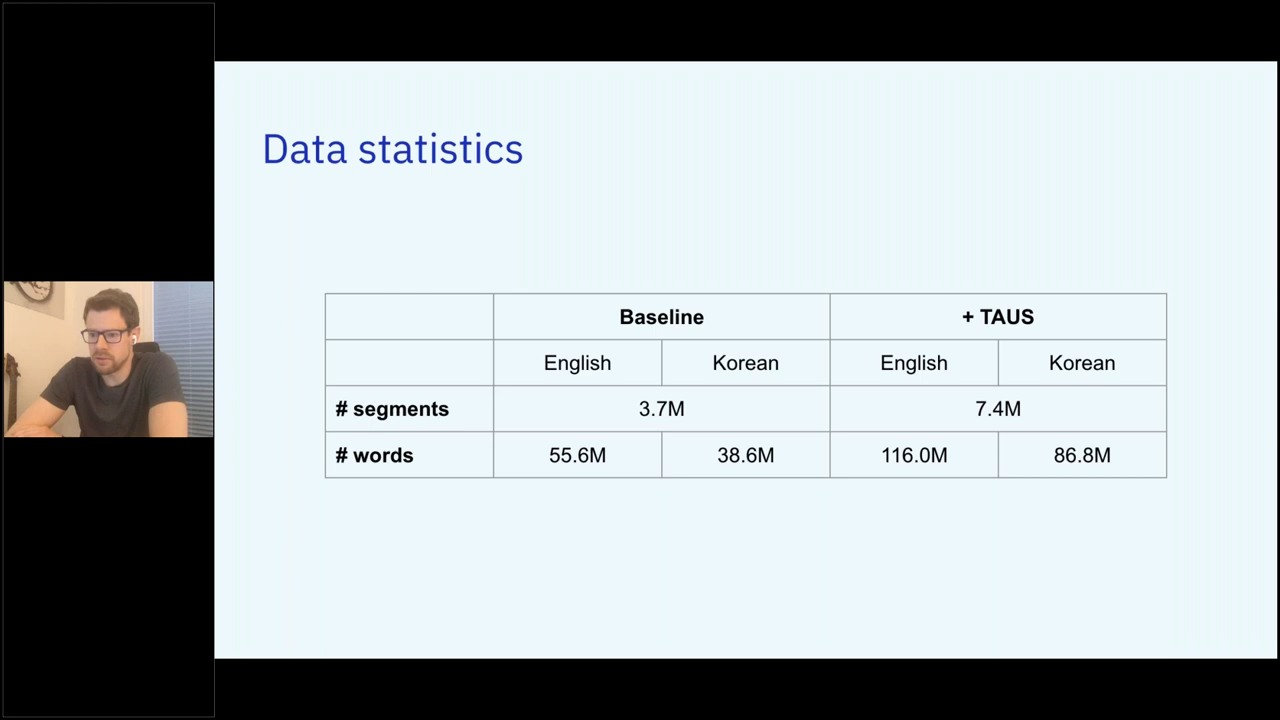 Data statistics
Baseline + TAUS
English Korean English Korean
# segments 3.7M 7.4M
# words 55.6M 38.6M 116.0M 86.8M